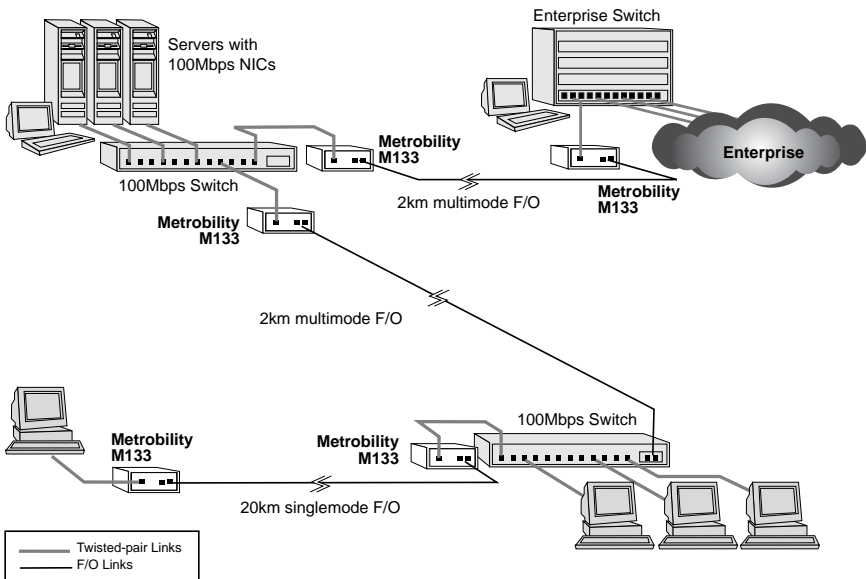 Enterprise Switch
Servers with
100Mbps NICs
Metrobility
M133
Enterprise
100Mbps Switch
Metrobility
M133
2km multimode F/O
Metrobility
M133
2km multimode F/O
100Mbps Switch
Metrobility
M133
Metrobility
M133
20km singlemode F/O
Twisted-pair Links
F/O Links